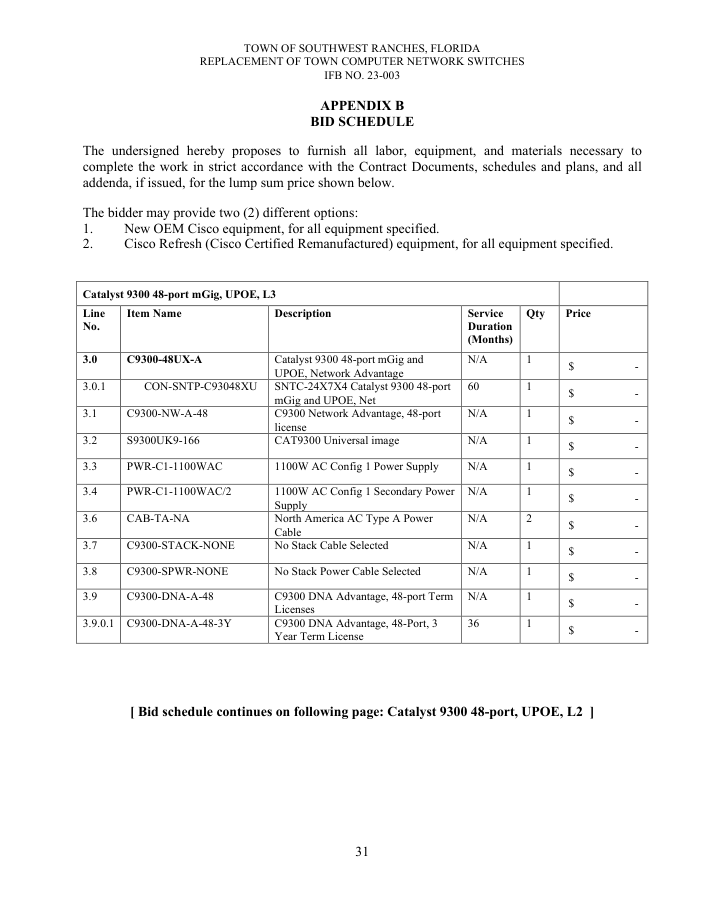 TOWN OF SOUTHWEST RANCHES, FLORIDA
REPLACEMENT OF TOWN COMPUTER NETWORK SWITCHES
IFB NO. 23-003
APPENDIX B
BID SCHEDULE
The undersigned hereby proposes to furnish all labor, equipment, and materials necessary to
complete the work in strict accordance with the Contract Documents, schedules and plans, and all
addenda, if issued, for the lump sum price shown below.
The bidder may provide two (2) different options:
1. New OEM Cisco equipment, for all equipment specified.
2. Cisco Refresh (Cisco Certified Remanufactured) equipment, for all equipment specified.
Catalyst 9300 48-port mGig, UPOE, L3
Line Item Name Description Service Qty Price
No. Duration
(Months)
3.0 C9300-48UX-A Catalyst 9300 48-port mGig and N/A 1 $ -
UPOE, Network Advantage
3.0.1 CON-SNTP-C93048XU SNTC-24X7X4 Catalyst 9300 48-port 60 1 $ -
mGig and UPOE, Net
3.1 C9300-NW-A-48 C9300 Network Advantage, 48-port N/A 1 $ -
license
3.2 S9300UK9-166 CAT9300 Universal image N/A 1 $ -
3.3 PWR-C1-1100WAC 1100W AC Config 1 Power Supply N/A 1 $ -
3.4 PWR-C1-1100WAC/2 1100W AC Config 1 Secondary Power N/A 1 $ -
Supply
3.6 CAB-TA-NA North America AC Type A Power N/A 2 $ -
Cable
3.7 C9300-STACK-NONE No Stack Cable Selected N/A 1 $ -
3.8 C9300-SPWR-NONE No Stack Power Cable Selected N/A 1 $ -
3.9 C9300-DNA-A-48 C9300 DNA Advantage, 48-port Term N/A 1 $ -
Licenses
3.9.0.1 C9300-DNA-A-48-3Y C9300 DNA Advantage, 48-Port, 3 36 1 $ -
Year Term License
[ Bid schedule continues on following page: Catalyst 9300 48-port, UPOE, L2 ]
31